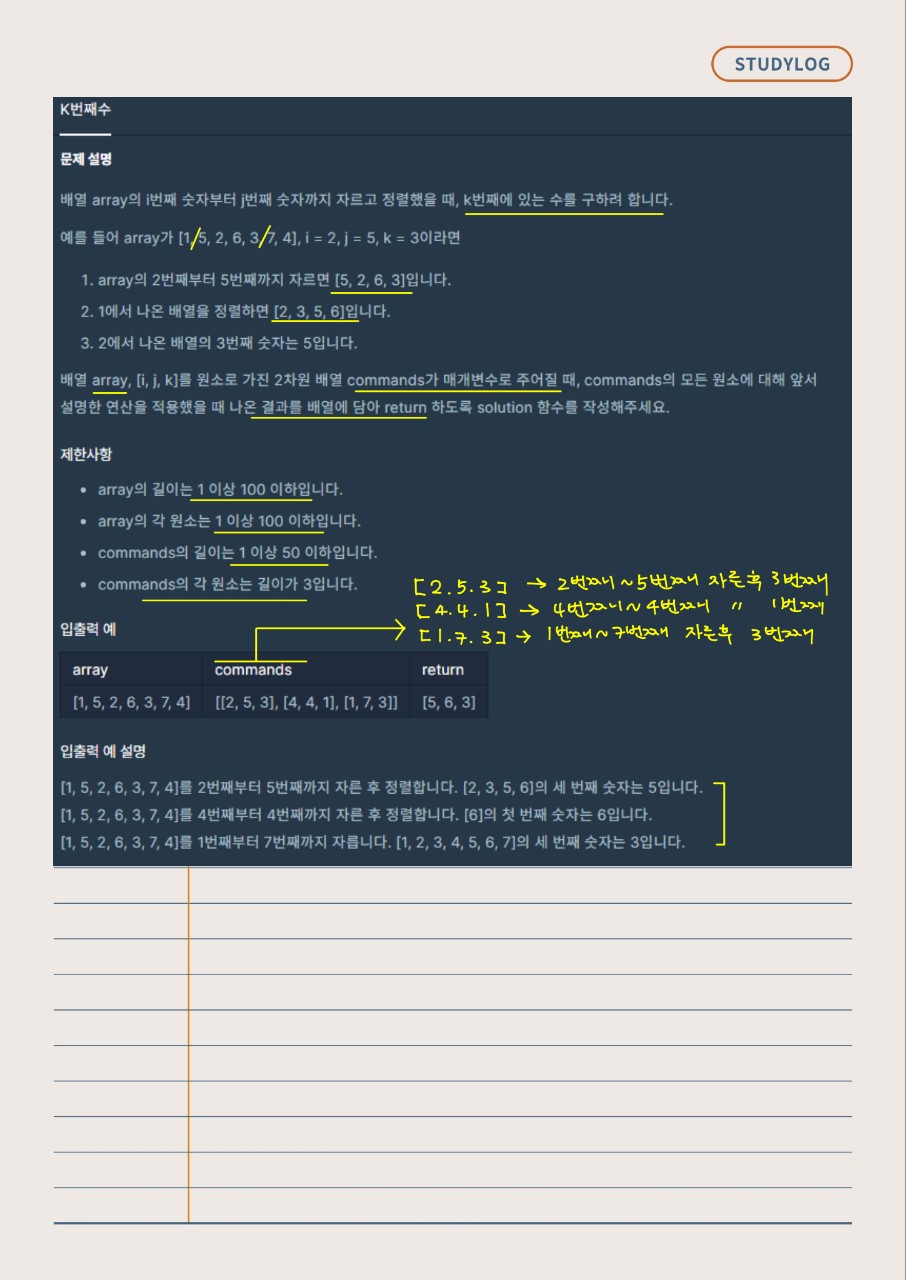 STUDYLOG
K번째수
문제 설명
배열 array의 i번째 숫자부터 j번째 숫자까지 자르고 정렬했을 때, k번째에 있는 수를 구하려 합니다.
예를 들어 array가 [1, 5, 2, 6, 3, 7, 4], i = 2, j = 5, k = 3이라면
1. array의 2번째부터 5번째까지 자르면 [5, 2, 6, 3]입니다.
2. 1에서 나온 배열을 정렬하면 [2, 3, 5, 6]입니다.
3. 2에서 나온 배열의 3번째 숫자는 5입니다.
배열 array, [i, j, k]를 원소로 가진 2차원 배열 commands가 매개변수로 주어질 때, commands의 모든 원소에 대해 앞서
설명한 연산을 적용했을 때 나온 결과를 배열에 담아 return 하도록 solution 함수를 작성해주세요.
제한사항
• array의 길이는 1 이상 100 이하입니다.
• array의 각 원소는 1 이상 100 이하입니다.
• commands의 길이는 1 이상 50 이하입니다.
• commands의 각 원소는 길이가 3입니다.
[2.5.3] → 2번째~5번째 자른후 3번째
[4.4.1] → 4번째~4번째 〃 1번째
[1.7.3] → 1번째~7번째 자른후 3번째
입출력 예
array commands return
[1, 5, 2, 6, 3, 7, 4] [[2, 5, 3], [4, 4, 1], [1, 7, 3]] [5, 6, 3]
입출력 예 설명
[1, 5, 2, 6, 3, 7, 4]를 2번째부터 5번째까지 자른 후 정렬합니다. [2, 3, 5, 6]의 세 번째 숫자는 5입니다.
[1, 5, 2, 6, 3, 7, 4]를 4번째부터 4번째까지 자른 후 정렬합니다. [6]의 첫 번째 숫자는 6입니다.
[1, 5, 2, 6, 3, 7, 4]를 1번째부터 7번째까지 자릅니다. [1, 2, 3, 4, 5, 6, 7]의 세 번째 숫자는 3입니다.